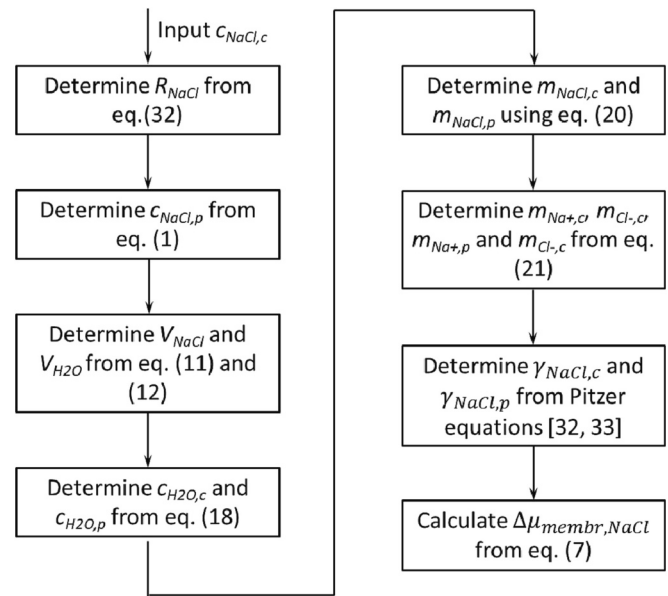 Input c_NaCl,c
Determine R_NaCl from
eq.(32)
Determine c_NaCl,p from
eq. (1)
Determine V_NaCl and
V_H2O from eq. (11) and
(12)
Determine c_H2O,c and
c_H2O,p from eq. (18)
Determine m_NaCl,c and
m_NaCl,p using eq. (20)
Determine m_Na+,c, m_Cl-,c,
m_Na+,p and m_Cl-,c from eq.
(21)
Determine γ_NaCl,c and
γ_NaCl,p from Pitzer
equations [32, 33]
Calculate Δμ_membr,NaCl
from eq. (7)